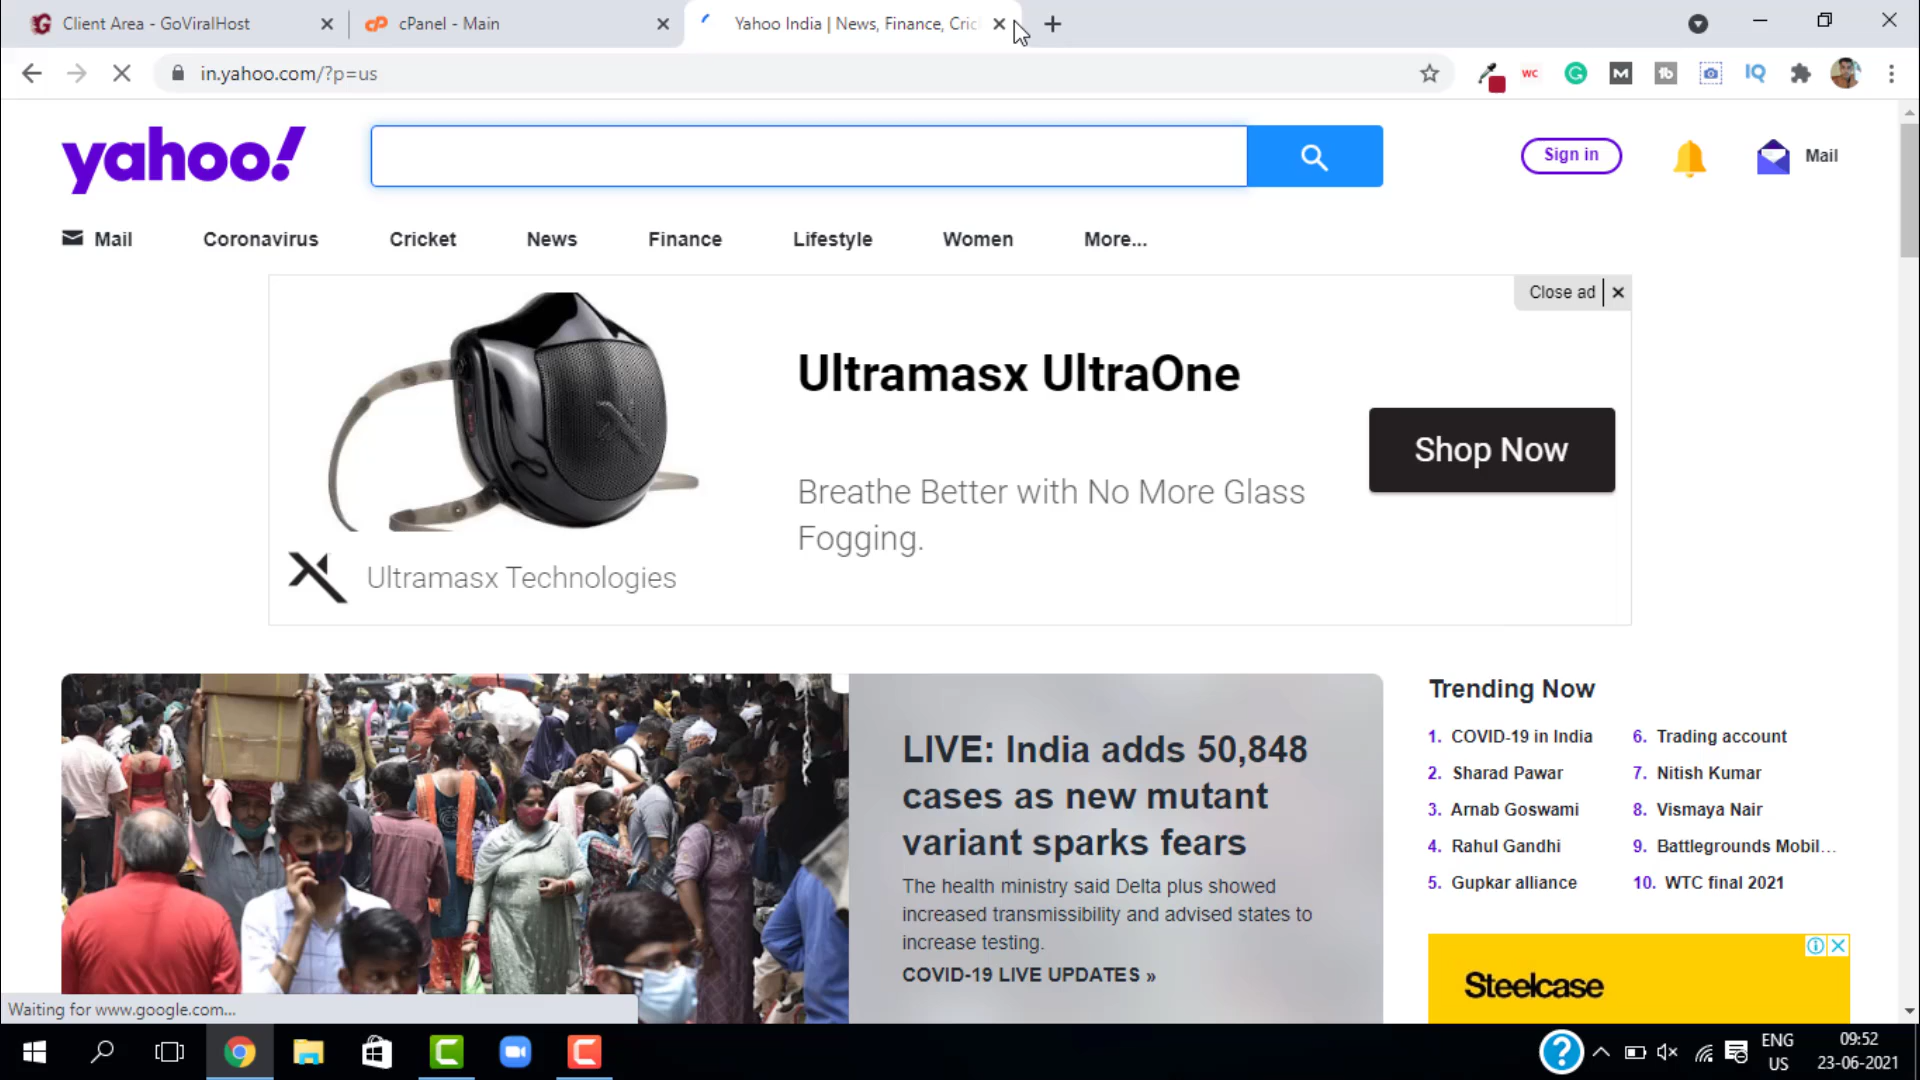 Client Area - GoViralHost
cPanel - Main
Yahoo India | News, Finance, Cric
in.yahoo.com/?p=us
WC
yahoo!
Sign in
Mail
Mail
Coronavirus
Cricket
News
Finance
Lifestyle
Women
More...
Close ad
Ultramasx UltraOne
Breathe Better with No More Glass
Fogging.
Shop Now
Ultramasx Technologies
LIVE: India adds 50,848
cases as new mutant
variant sparks fears
The health ministry said Delta plus showed
increased transmissibility and advised states to
increase testing.
COVID-19 LIVE UPDATES »
Trending Now
1. COVID-19 in India
2. Sharad Pawar
3. Arnab Goswami
4. Rahul Gandhi
5. Gupkar alliance
6. Trading account
7. Nitish Kumar
8. Vismaya Nair
9. Battlegrounds Mobil...
10. WTC final 2021
Steelcase
Waiting for www.google.com...
ENG
US
09:52
23-06-2021